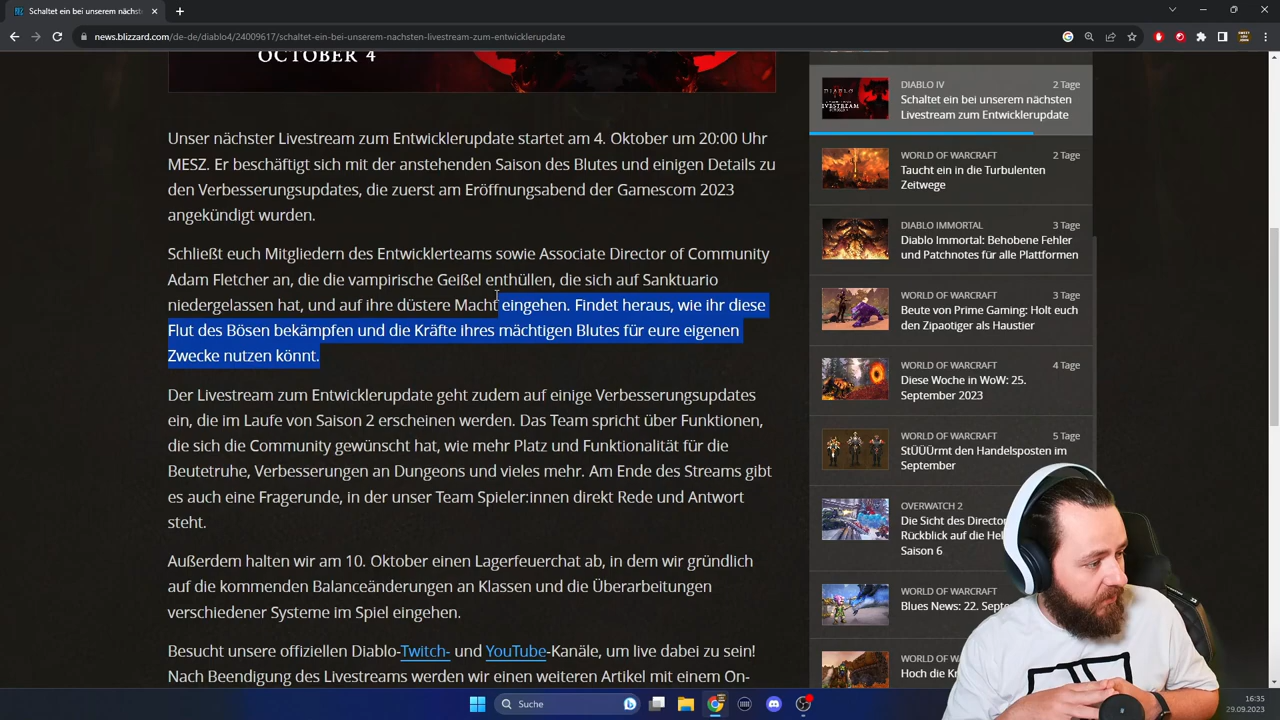 Schaltet ein bei unserem nächst
news.blizzard.com/de-de/diablo4/24009617/schaltet-ein-bei-unserem-nachsten-livestream-zum-entwicklerupdate
OCTOBER 4
Unser nächster Livestream zum Entwicklerupdate startet am 4. Oktober um 20:00 Uhr
MESZ. Er beschäftigt sich mit der anstehenden Saison des Blutes und einigen Details zu
den Verbesserungsupdates, die zuerst am Eröffnungsabend der Gamescom 2023
angekündigt wurden.
Schließt euch Mitgliedern des Entwicklerteams sowie Associate Director of Community
Adam Fletcher an, die die vampirische Geißel enthüllen, die sich auf Sanktuario
niedergelassen hat, und auf ihre düstere Macht eingehen. Findet heraus, wie ihr diese
Flut des Bösen bekämpfen und die Kräfte ihres mächtigen Blutes für eure eigenen
Zwecke nutzen könnt.
Der Livestream zum Entwicklerupdate geht zudem auf einige Verbesserungsupdates
ein, die im Laufe von Saison 2 erscheinen werden. Das Team spricht über Funktionen,
die sich die Community gewünscht hat, wie mehr Platz und Funktionalität für die
Beutetruhe, Verbesserungen an Dungeons und vieles mehr. Am Ende des Streams gibt
es auch eine Fragerunde, in der unser Team Spieler:innen direkt Rede und Antwort
steht.
Außerdem halten wir am 10. Oktober einen Lagerfeuerchat ab, in dem wir gründlich
auf die kommenden Balanceänderungen an Klassen und die Überarbeitungen
verschiedener Systeme im Spiel eingehen.
Besucht unsere offiziellen Diablo-Twitch- und YouTube-Kanäle, um live dabei zu sein!
Nach Beendigung des Livestreams werden wir einen weiteren Artikel mit einem On-
DIABLO IV 2 Tage
Schaltet ein bei unserem nächsten
Livestream zum Entwicklerupdate
WORLD OF WARCRAFT 2 Tage
Taucht ein in die Turbulenten
Zeitwege
DIABLO IMMORTAL 3 Tage
Diablo Immortal: Behobene Fehler
und Patchnotes für alle Plattformen
WORLD OF WARCRAFT 3 Tage
Beute von Prime Gaming: Holt euch
den Zipaotiger als Haustier
WORLD OF WARCRAFT 4 Tage
Diese Woche in WoW: 25.
September 2023
WORLD OF WARCRAFT 5 Tage
StÜÜÜrmt den Handelsposten im
September
OVERWATCH 2
Die Sicht des Director
Rückblick auf die Hel
Saison 6
WORLD OF WARCRAFT
Blues News: 22. Sept
WORLD OF WA
Hoch die Kr
Suche
16:35
29.09.2023